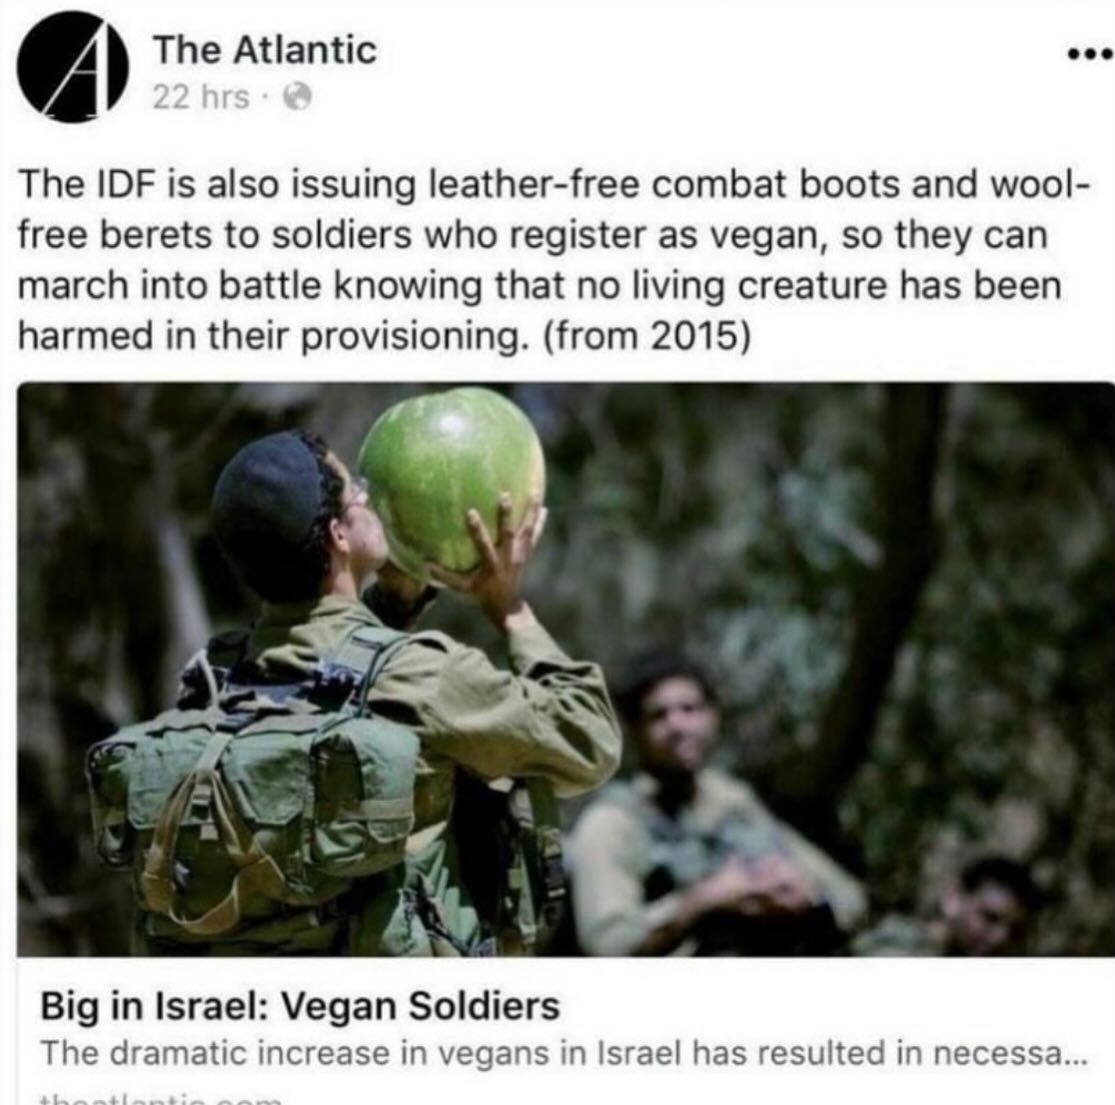 The Atlantic
22 hrs ·
The IDF is also issuing leather-free combat boots and wool-
free berets to soldiers who register as vegan, so they can
march into battle knowing that no living creature has been
harmed in their provisioning. (from 2015)
Big in Israel: Vegan Soldiers
The dramatic increase in vegans in Israel has resulted in necessa...
theatlantic.com